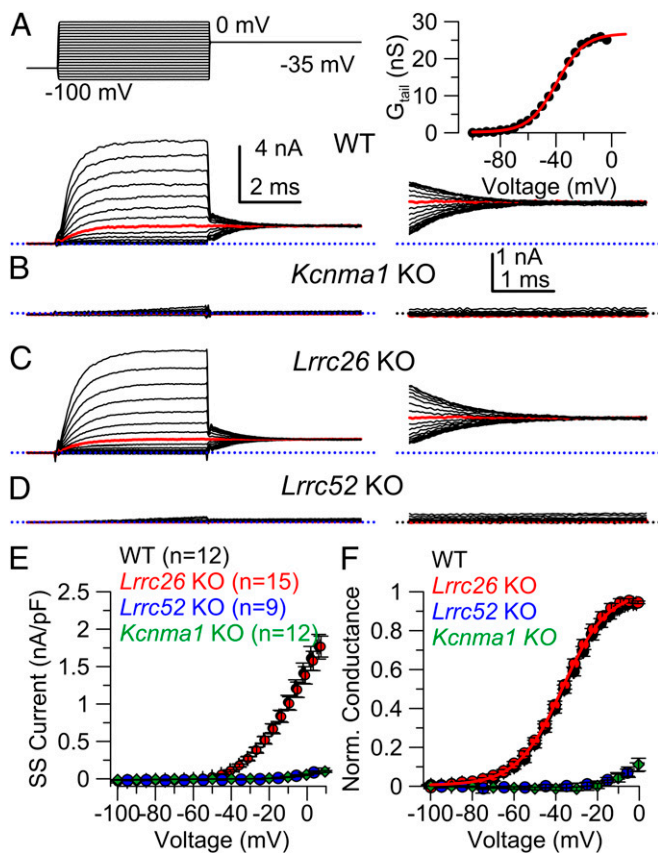 A
0 mV
-35 mV
-100 mV
30
20
10
0
G_tail (nS)
-80 -40 0
Voltage (mV)
WT
4 nA
2 ms
B
Kcnma1 KO
1 nA
1 ms
C
Lrrc26 KO
D
Lrrc52 KO
E
WT (n=12)
Lrrc26 KO (n=15)
Lrrc52 KO (n=9)
Kcnma1 KO (n=12)
2.5
2
1.5
1
0.5
0
SS Current (nA/pF)
-100 -80 -60 -40 -20 0
Voltage (mV)
F
WT
Lrrc26 KO
Lrrc52 KO
Kcnma1 KO
1
0.8
0.6
0.4
0.2
0
Norm. Conductance
-100 -80 -60 -40 -20 0
Voltage (mV)